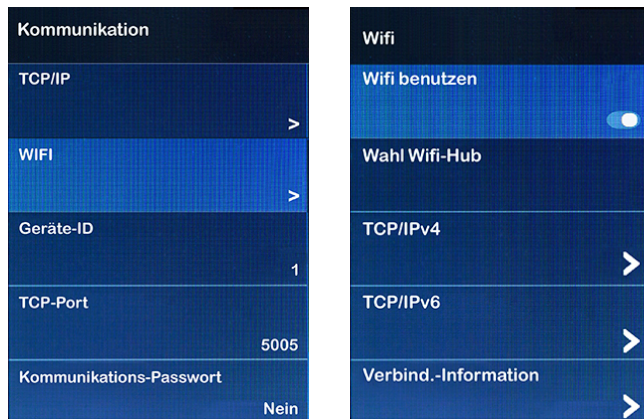 Kommunikation
TCP/IP
>
WIFI
>
Geräte-ID
1
TCP-Port
5005
Kommunikations-Passwort
Nein
Wifi
Wifi benutzen
Wahl Wifi-Hub
TCP/IPv4
>
TCP/IPv6
>
Verbind.-Information
>